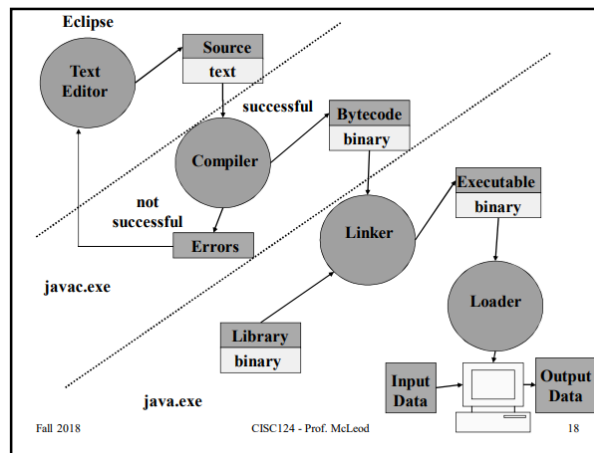 Eclipse
Text
Editor
Source
text
successful
Compiler
Bytecode
binary
not
successful
Errors
javac.exe
Executable
binary
Linker
Loader
Library
binary
java.exe
Input
Data
Output
Data
Fall 2018
CISC124 - Prof. McLeod
18